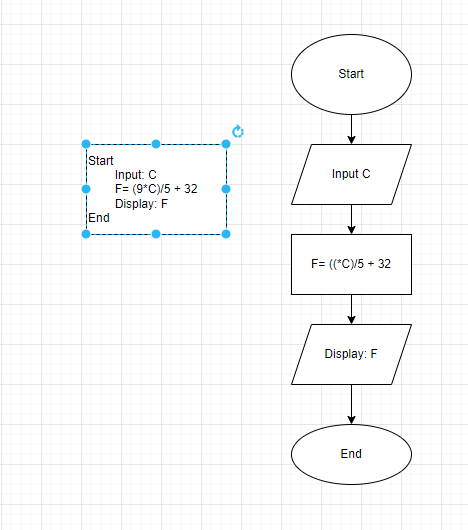 Start
Input: C
F= (9*C)/5 + 32
Display: F
End
Start
Input C
F= ((*C)/5 + 32
Display: F
End